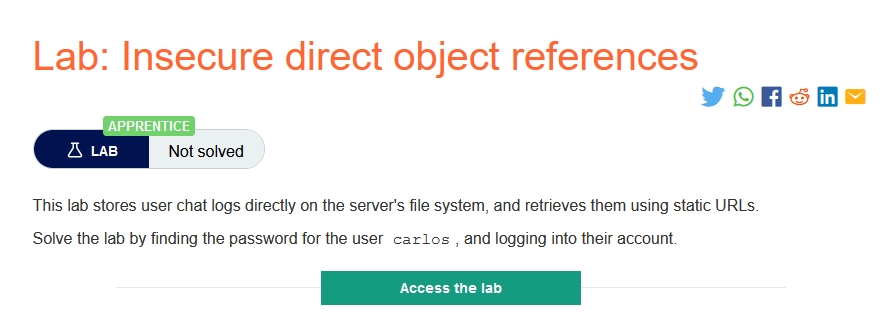 Lab: Insecure direct object references
APPRENTICE
LAB
Not solved
This lab stores user chat logs directly on the server's file system, and retrieves them using static URLs.
Solve the lab by finding the password for the user carlos , and logging into their account.
Access the lab